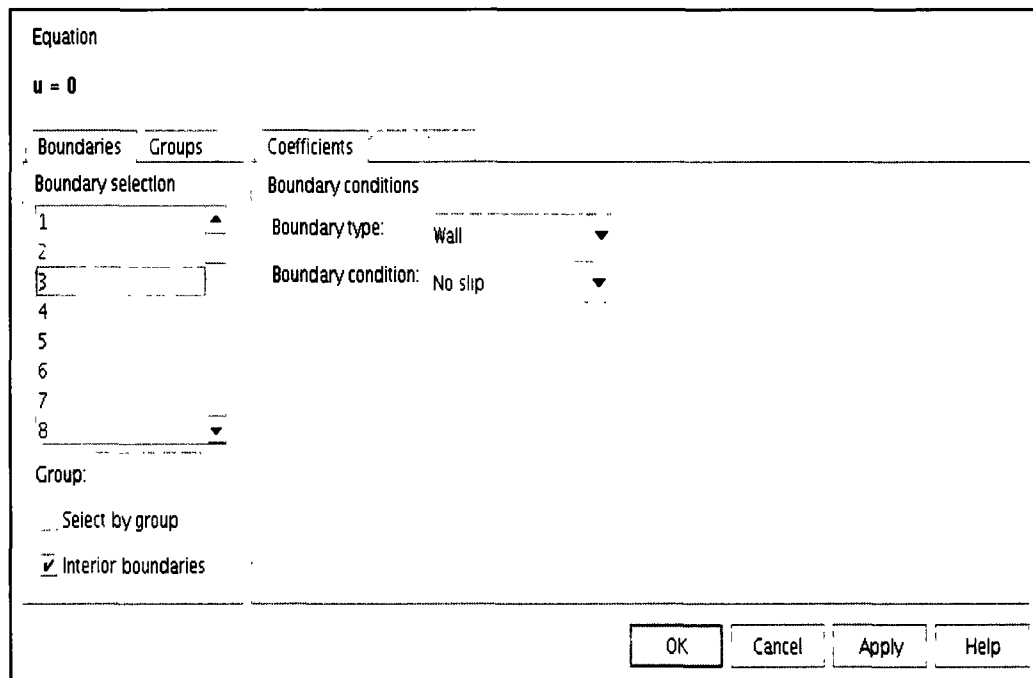 Equation
u = 0
Boundaries Groups Coefficients
Boundary selection
1
2
3
4
5
6
7
8
Group:
Select by group
Interior boundaries
Boundary conditions
Boundary type: Wall
Boundary condition: No slip
OK Cancel Apply Help